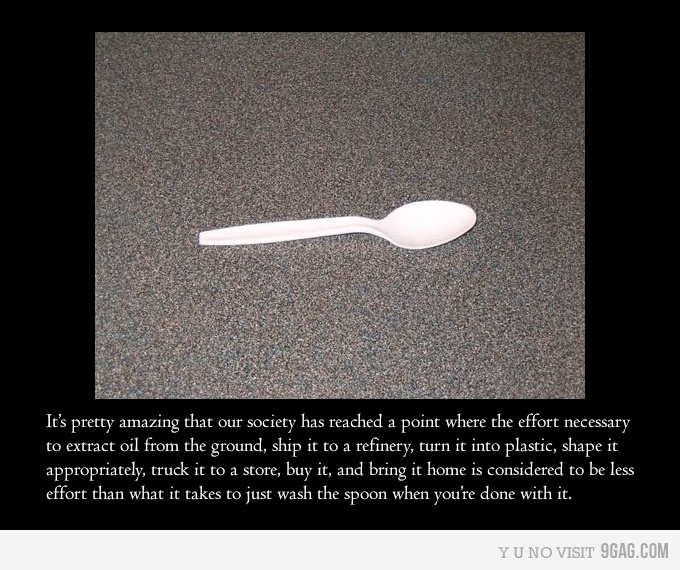 It's pretty amazing that our society has reached a point where the effort necessary
to extract oil from the ground, ship it to a refinery, turn it into plastic, shape it
appropriately, truck it to a store, buy it, and bring it home is considered to be less
effort than what it takes to just wash the spoon when you're done with it.
Y U NO VISIT 9GAG.COM